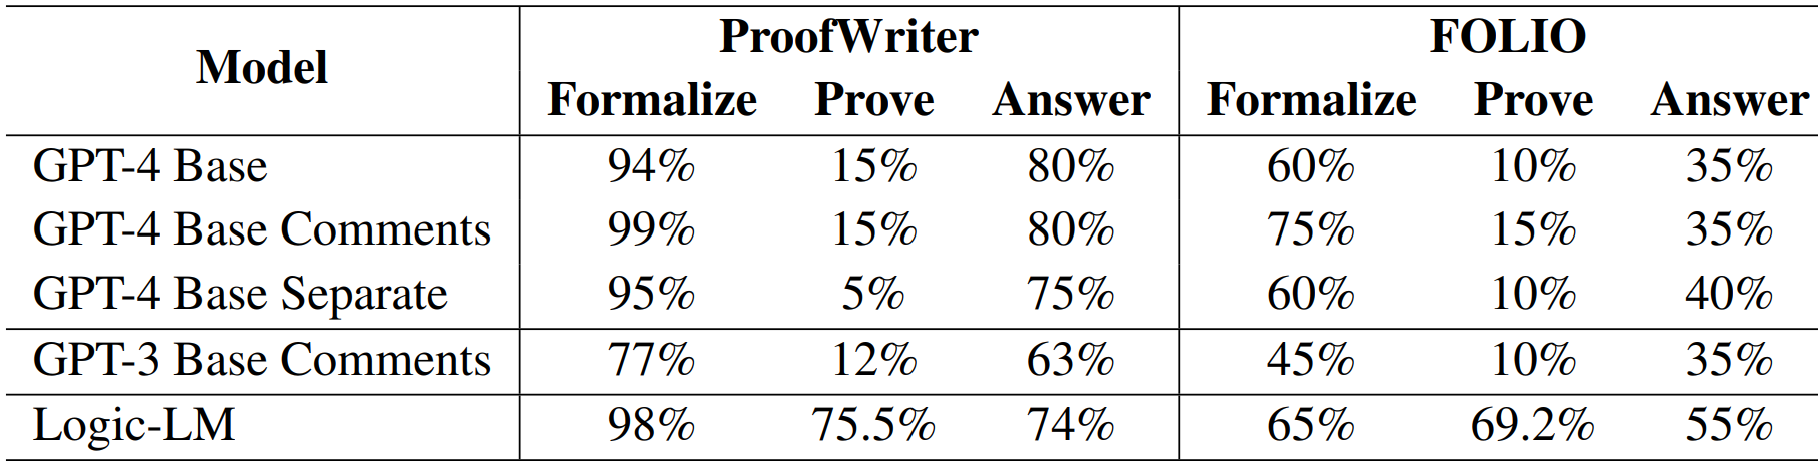 Model ProofWriter FOLIO
Formalize Prove Answer Formalize Prove Answer
GPT-4 Base 94% 15% 80% 60% 10% 35%
GPT-4 Base Comments 99% 15% 80% 75% 15% 35%
GPT-4 Base Separate 95% 5% 75% 60% 10% 40%
GPT-3 Base Comments 77% 12% 63% 45% 10% 35%
Logic-LM 98% 75.5% 74% 65% 69.2% 55%